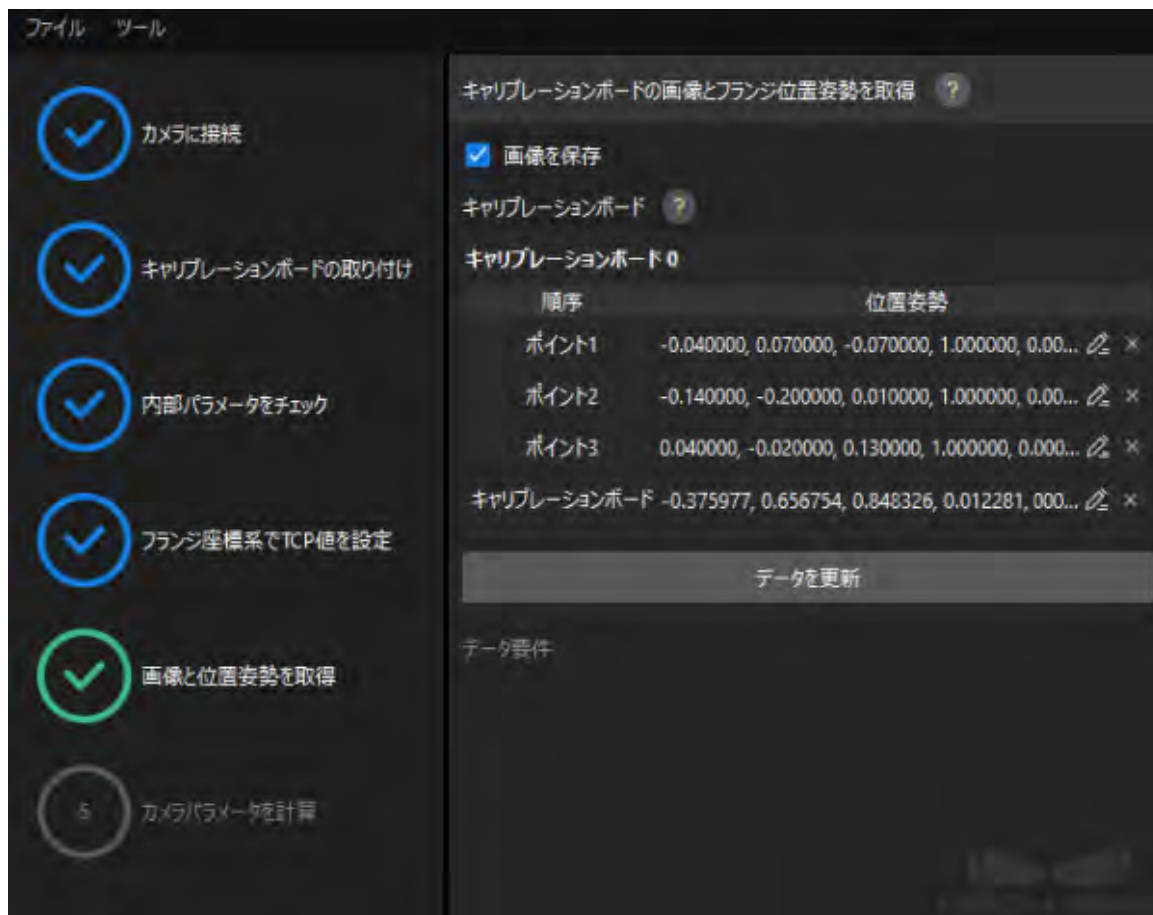 ファイル ツール
カメラに接続
キャリブレーションボードの取り付け
内部パラメータをチェック
フランジ座標系でTCP値を設定
画像と位置姿勢を取得
5 カメラパラメータを計算
キャリブレーションボードの画像とフランジ位置姿勢を取得 ?
画像を保存
キャリブレーションボード ?
キャリブレーションボード 0
順序 位置姿勢
ポイント1 -0.040000, 0.070000, -0.070000, 1.000000, 0.00...
ポイント2 -0.140000, -0.200000, 0.010000, 1.000000, 0.00...
ポイント3 0.040000, -0.020000, 0.130000, 1.000000, 0.000...
キャリブレーションボード -0.375977, 0.656754, 0.848326, 0.012281, 000...
データを更新
データ要件